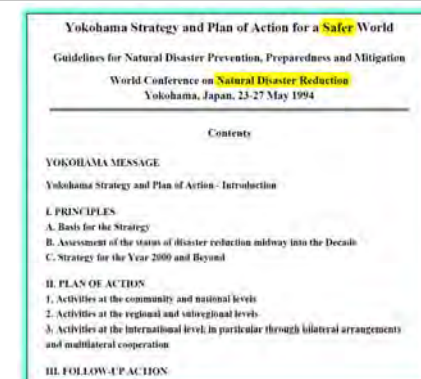 Yokohama Strategy and Plan of Action for a Safer World
Guidelines for Natural Disaster Prevention, Preparedness and Mitigation
World Conference on Natural Disaster Reduction
Yokohama, Japan, 23-27 May 1994
Contents
YOKOHAMA MESSAGE
Yokohama Strategy and Plan of Action - Introduction
I. PRINCIPLES
A. Basis for the Strategy
B. Assessment of the status of disaster reduction midway into the Decade
C. Strategy for the Year 2000 and Beyond
II. PLAN OF ACTION
1. Activities at the community and national levels
2. Activities at the regional and subregional levels
3. Activities at the international level; in particular through bilateral arrangements
and multilateral cooperation
III. FOLLOW-UP ACTION